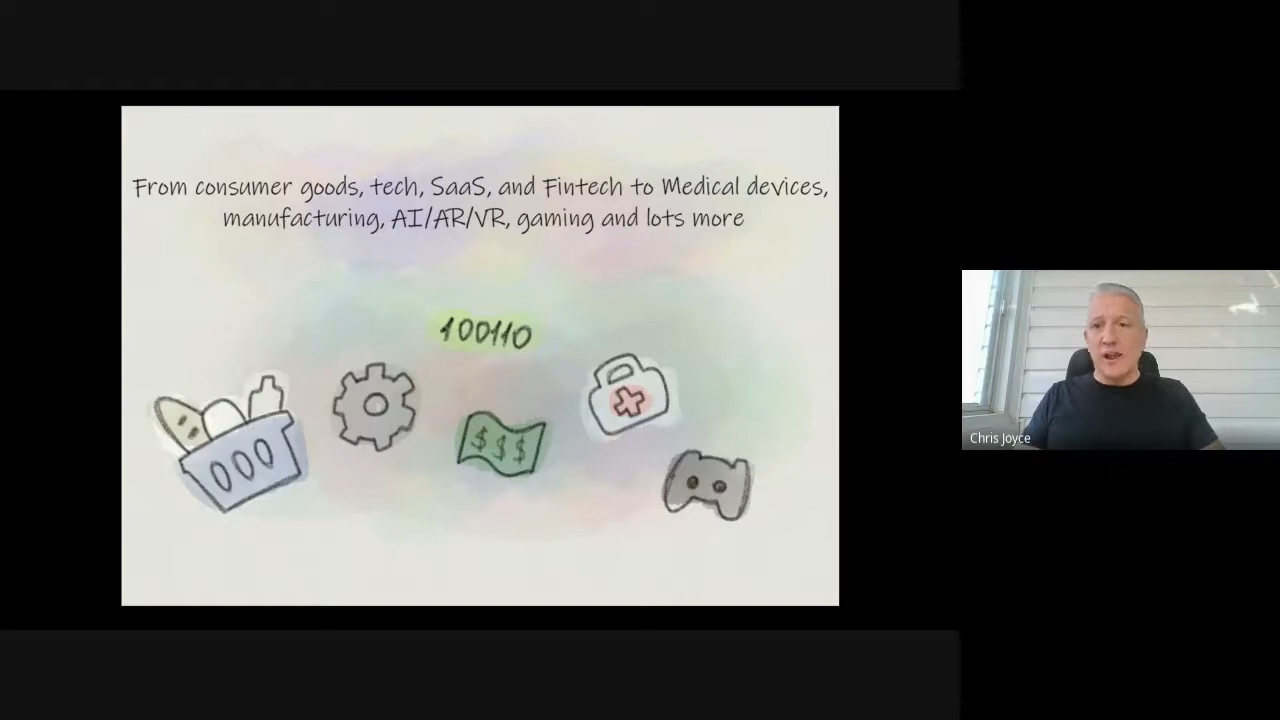 From consumer goods, tech, SaaS, and Fintech to Medical devices,
manufacturing, AI/AR/VR, gaming and lots more
100110
$$$
Chris Joyce